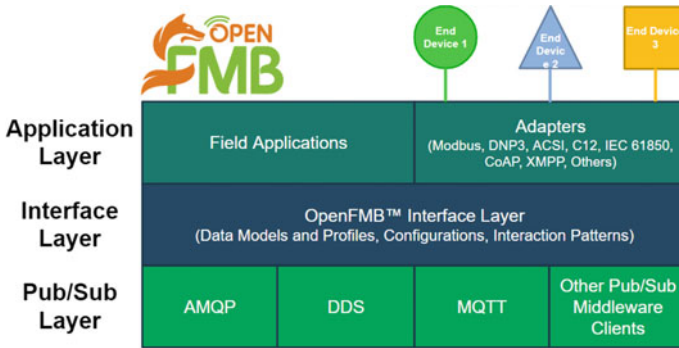 OPEN
FMB
End
Device 1
End
Devic
e 2
End Device
3
Application
Layer
Field Applications
Adapters
(Modbus, DNP3, ACSI, C12, IEC 61850,
CoAP, XMPP, Others)
Interface
Layer
OpenFMB™ Interface Layer
(Data Models and Profiles, Configurations, Interaction Patterns)
Pub/Sub
Layer
AMQP
DDS
MQTT
Other Pub/Sub
Middleware
Clients